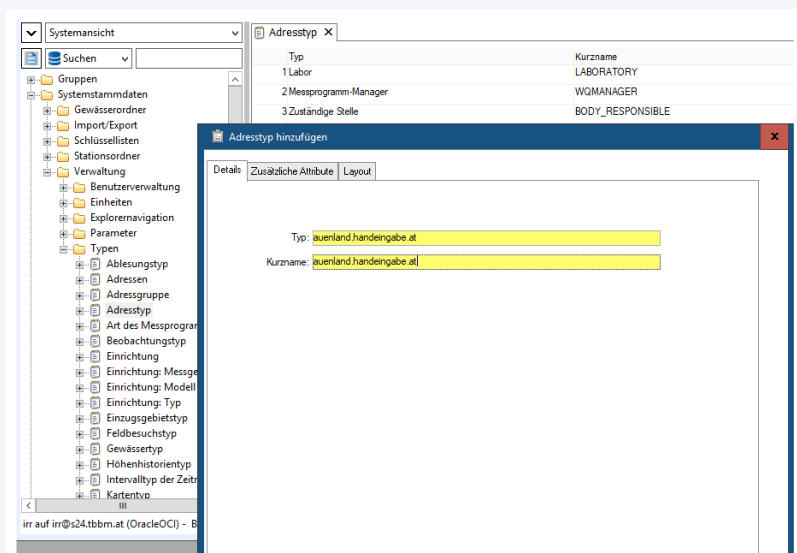 Systemansicht
Suchen
Gruppen
Systemstammdaten
Gewässerordner
Import/Export
Schlüssellisten
Stationsordner
Verwaltung
Benutzerverwaltung
Einheiten
Explorernavigation
Parameter
Typen
Ablesungstyp
Adressen
Adressgruppe
Adresstyp
Art des Messprograr
Beobachtungstyp
Einrichtung
Einrichtung: Messge
Einrichtung: Modell
Einrichtung: Typ
Einzugsgebietstyp
Feldbesuchstyp
Gewässertyp
Höhenhistorientyp
Intervalltyp der Zeitr
Kartentyp
irr auf irr@s24.tbbm.at (OracleOCI) - B
Adresstyp X
Typ Kurzname
1 Labor LABORATORY
2 Messprogramm-Manager WQMANAGER
3 Zuständige Stelle BODY_RESPONSIBLE
Adresstyp hinzufügen x
Details Zusätzliche Attribute Layout
Typ: auenland.handeingabe.at
Kurzname: auenland.handeingabe.at